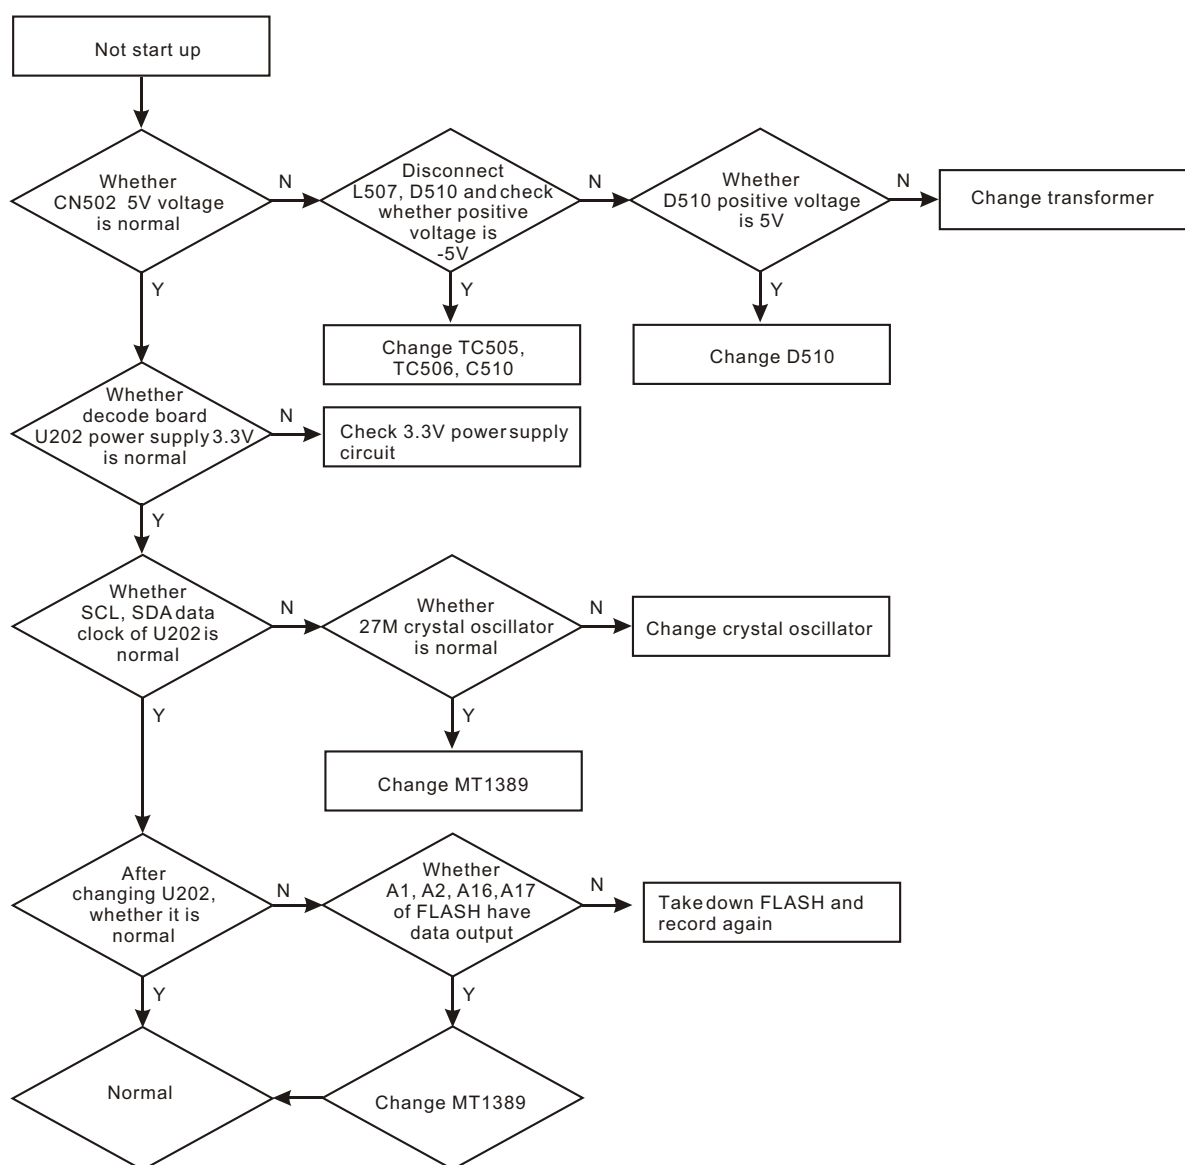 Not start up
Whether
CN502 5V voltage
is normal
N
Disconnect
L507, D510 and check
whether positive
voltage is
-5V
N
Whether
D510 positive voltage
is 5V
N
Change transformer
Y
Y
Y
Change TC505,
TC506, C510
Change D510
Whether
decode board
U202 power supply 3.3V
is normal
N
Check 3.3V power supply
circuit
Y
Whether
SCL, SDA data
clock of U202 is
normal
N
Whether
27M crystal oscillator
is normal
N
Change crystal oscillator
Y
Y
Change MT1389
After
changing U202,
whether it is
normal
N
Whether
A1, A2, A16, A17
of FLASH have
data output
N
Take down FLASH and
record again
Y
Y
Normal
Change MT1389